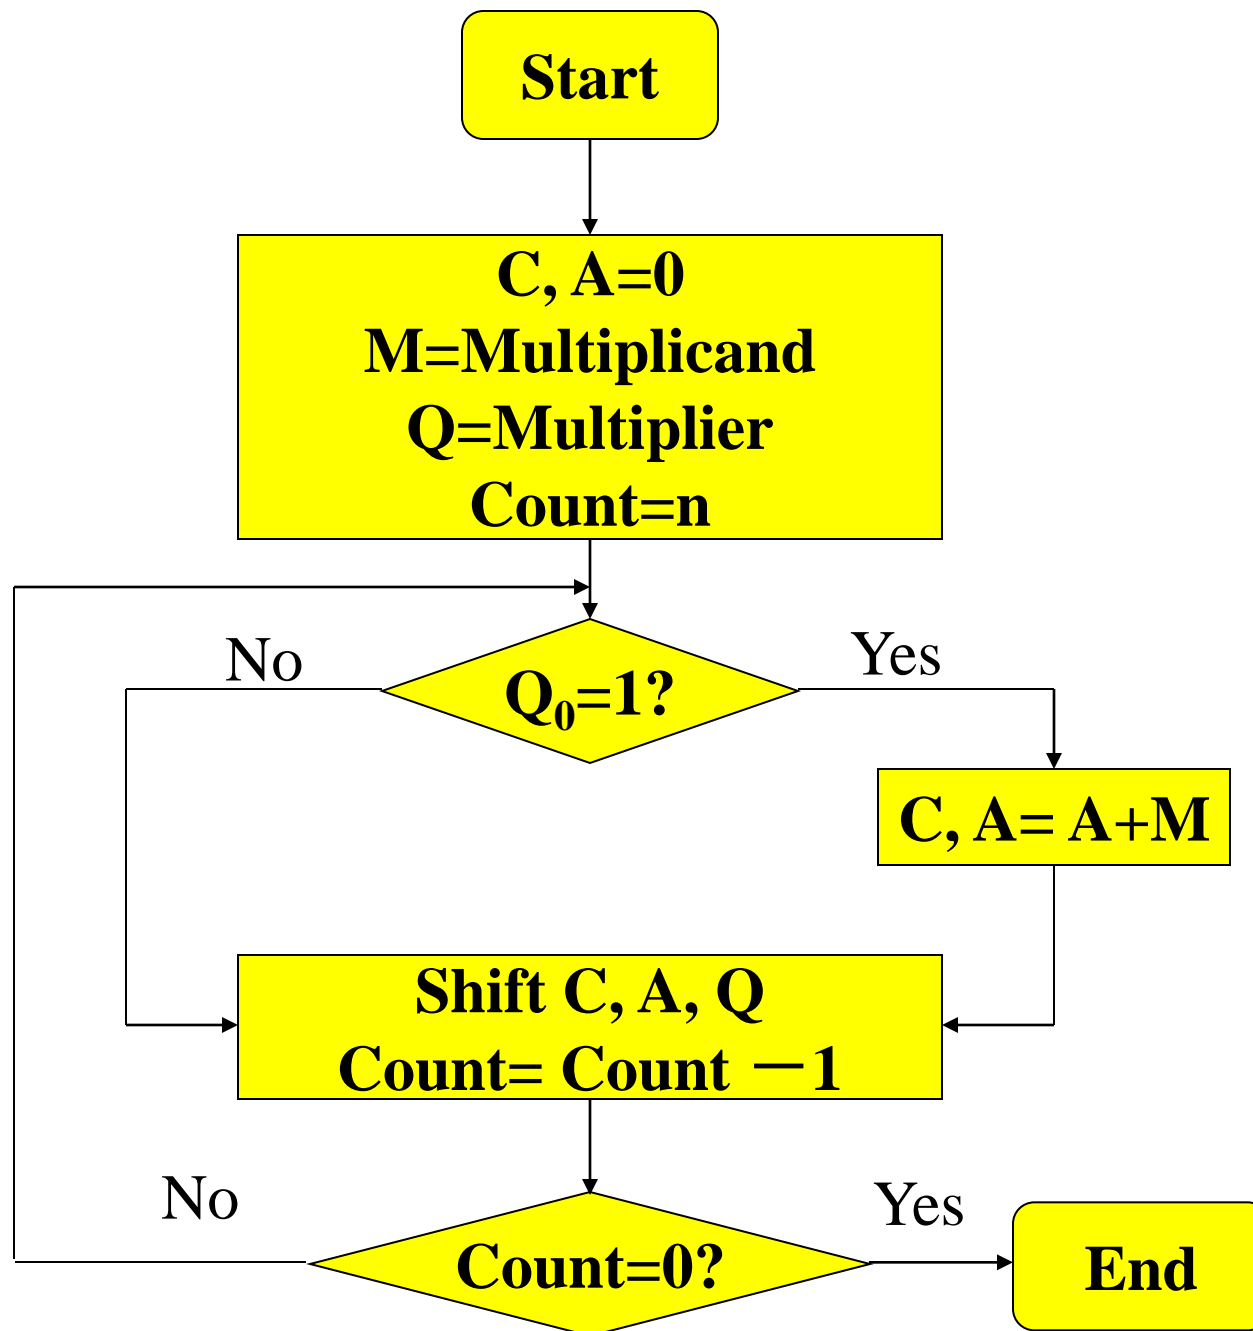 Start
C, A=0
M=Multiplicand
Q=Multiplier
Count=n
No
Yes
Q₀=1?
C, A= A+M
Shift C, A, Q
Count= Count －1
No
Yes
Count=0?
End